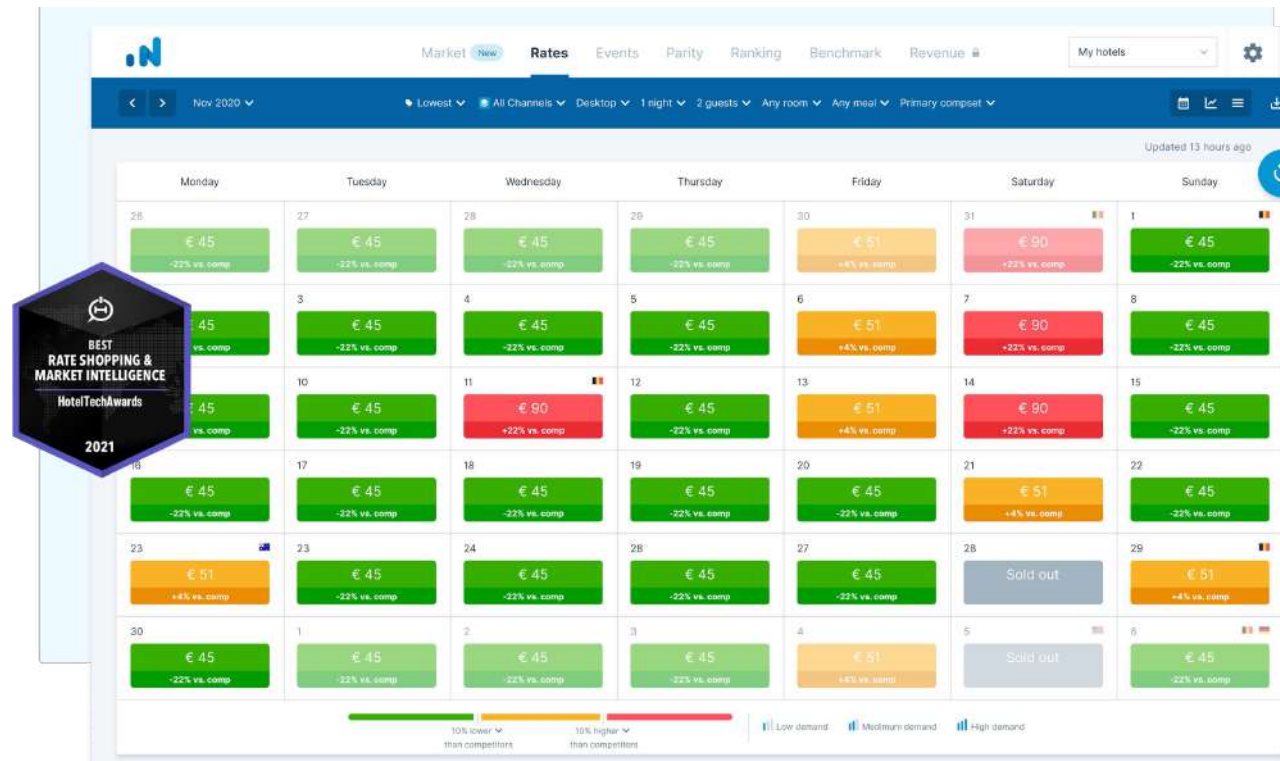 Market New Rates Events Parity Ranking Benchmark Revenue My hotels
Nov 2020 Lowest All Channels Desktop 1 night 2 guests Any room Any meal Primary compset
Updated 13 hours ago
Monday Tuesday Wednesday Thursday Friday Saturday Sunday
26 27 28 29 30 31 1
€ 45 € 45 € 45 € 45 € 51 € 90 € 45
-22% vs. comp -22% vs. comp -22% vs. comp -22% vs. comp +4% vs. comp +22% vs. comp -22% vs. comp
3 4 5 6 7 8
45 € 45 € 45 € 45 € 51 € 90 € 45
vs. comp -22% vs. comp -22% vs. comp -22% vs. comp +4% vs. comp +22% vs. comp -22% vs. comp
10 11 12 13 14 15
45 € 45 € 90 € 45 € 51 € 90 € 45
vs. comp -22% vs. comp +22% vs. comp -22% vs. comp +4% vs. comp +22% vs. comp -22% vs. comp
BEST
RATE SHOPPING &
MARKET INTELLIGENCE
HotelTechAwards
2021
16 17 18 19 20 21 22
€ 45 € 45 € 45 € 45 € 45 € 51 € 45
-22% vs. comp -22% vs. comp -22% vs. comp -22% vs. comp -22% vs. comp +4% vs. comp -22% vs. comp
23 23 24 28 27 28 29
€ 51 € 45 € 45 € 45 € 45 Sold out € 51
+4% vs. comp -22% vs. comp -22% vs. comp -22% vs. comp -22% vs. comp +4% vs. comp
30 1 2 3 4 5 6
€ 45 € 45 € 45 € 45 € 51 Sold out € 45
-22% vs. comp -22% vs. comp -22% vs. comp -22% vs. comp +4% vs. comp -22% vs. comp
10% lower 10% higher Low demand Medimum demand High demand
than competitors than competitors